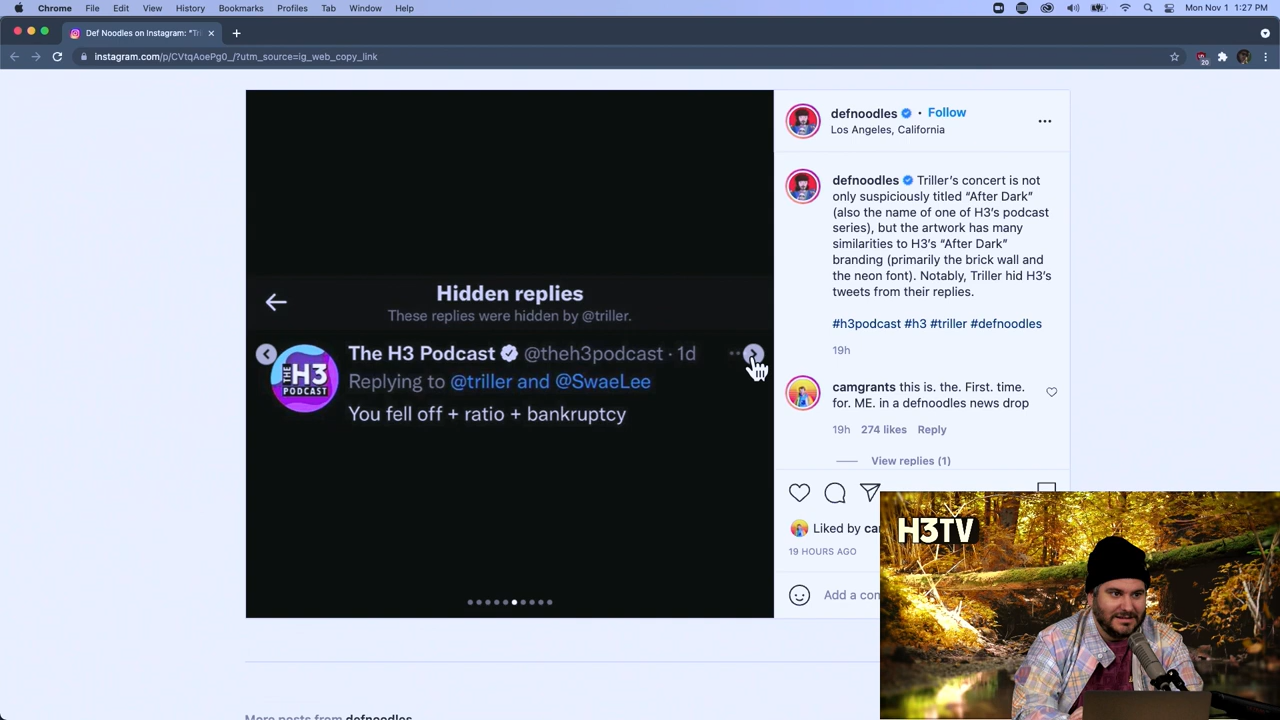 Chrome File Edit View History Bookmarks Profiles Tab Window Help
Mon Nov 1 1:27 PM
Def Noodles on Instagram: "Tri
instagram.com/p/CVtqAoePg0_/?utm_source=ig_web_copy_link
20
Hidden replies
These replies were hidden by @triller.
THE H3 PODCAST
The H3 Podcast @theh3podcast · 1d
Replying to @triller and @SwaeLee
You fell off + ratio + bankruptcy
defnoodles • Follow
Los Angeles, California
defnoodles Triller's concert is not
only suspiciously titled "After Dark"
(also the name of one of H3's podcast
series), but the artwork has many
similarities to H3's "After Dark"
branding (primarily the brick wall and
the neon font). Notably, Triller hid H3's
tweets from their replies.
#h3podcast #h3 #triller #defnoodles
19h
camgrants this. is. the. First. time.
for. ME. in a defnoodles news drop
19h 274 likes Reply
View replies (1)
Liked by
19 HOURS AGO
Add a
H3TV
More posts from defnoodles